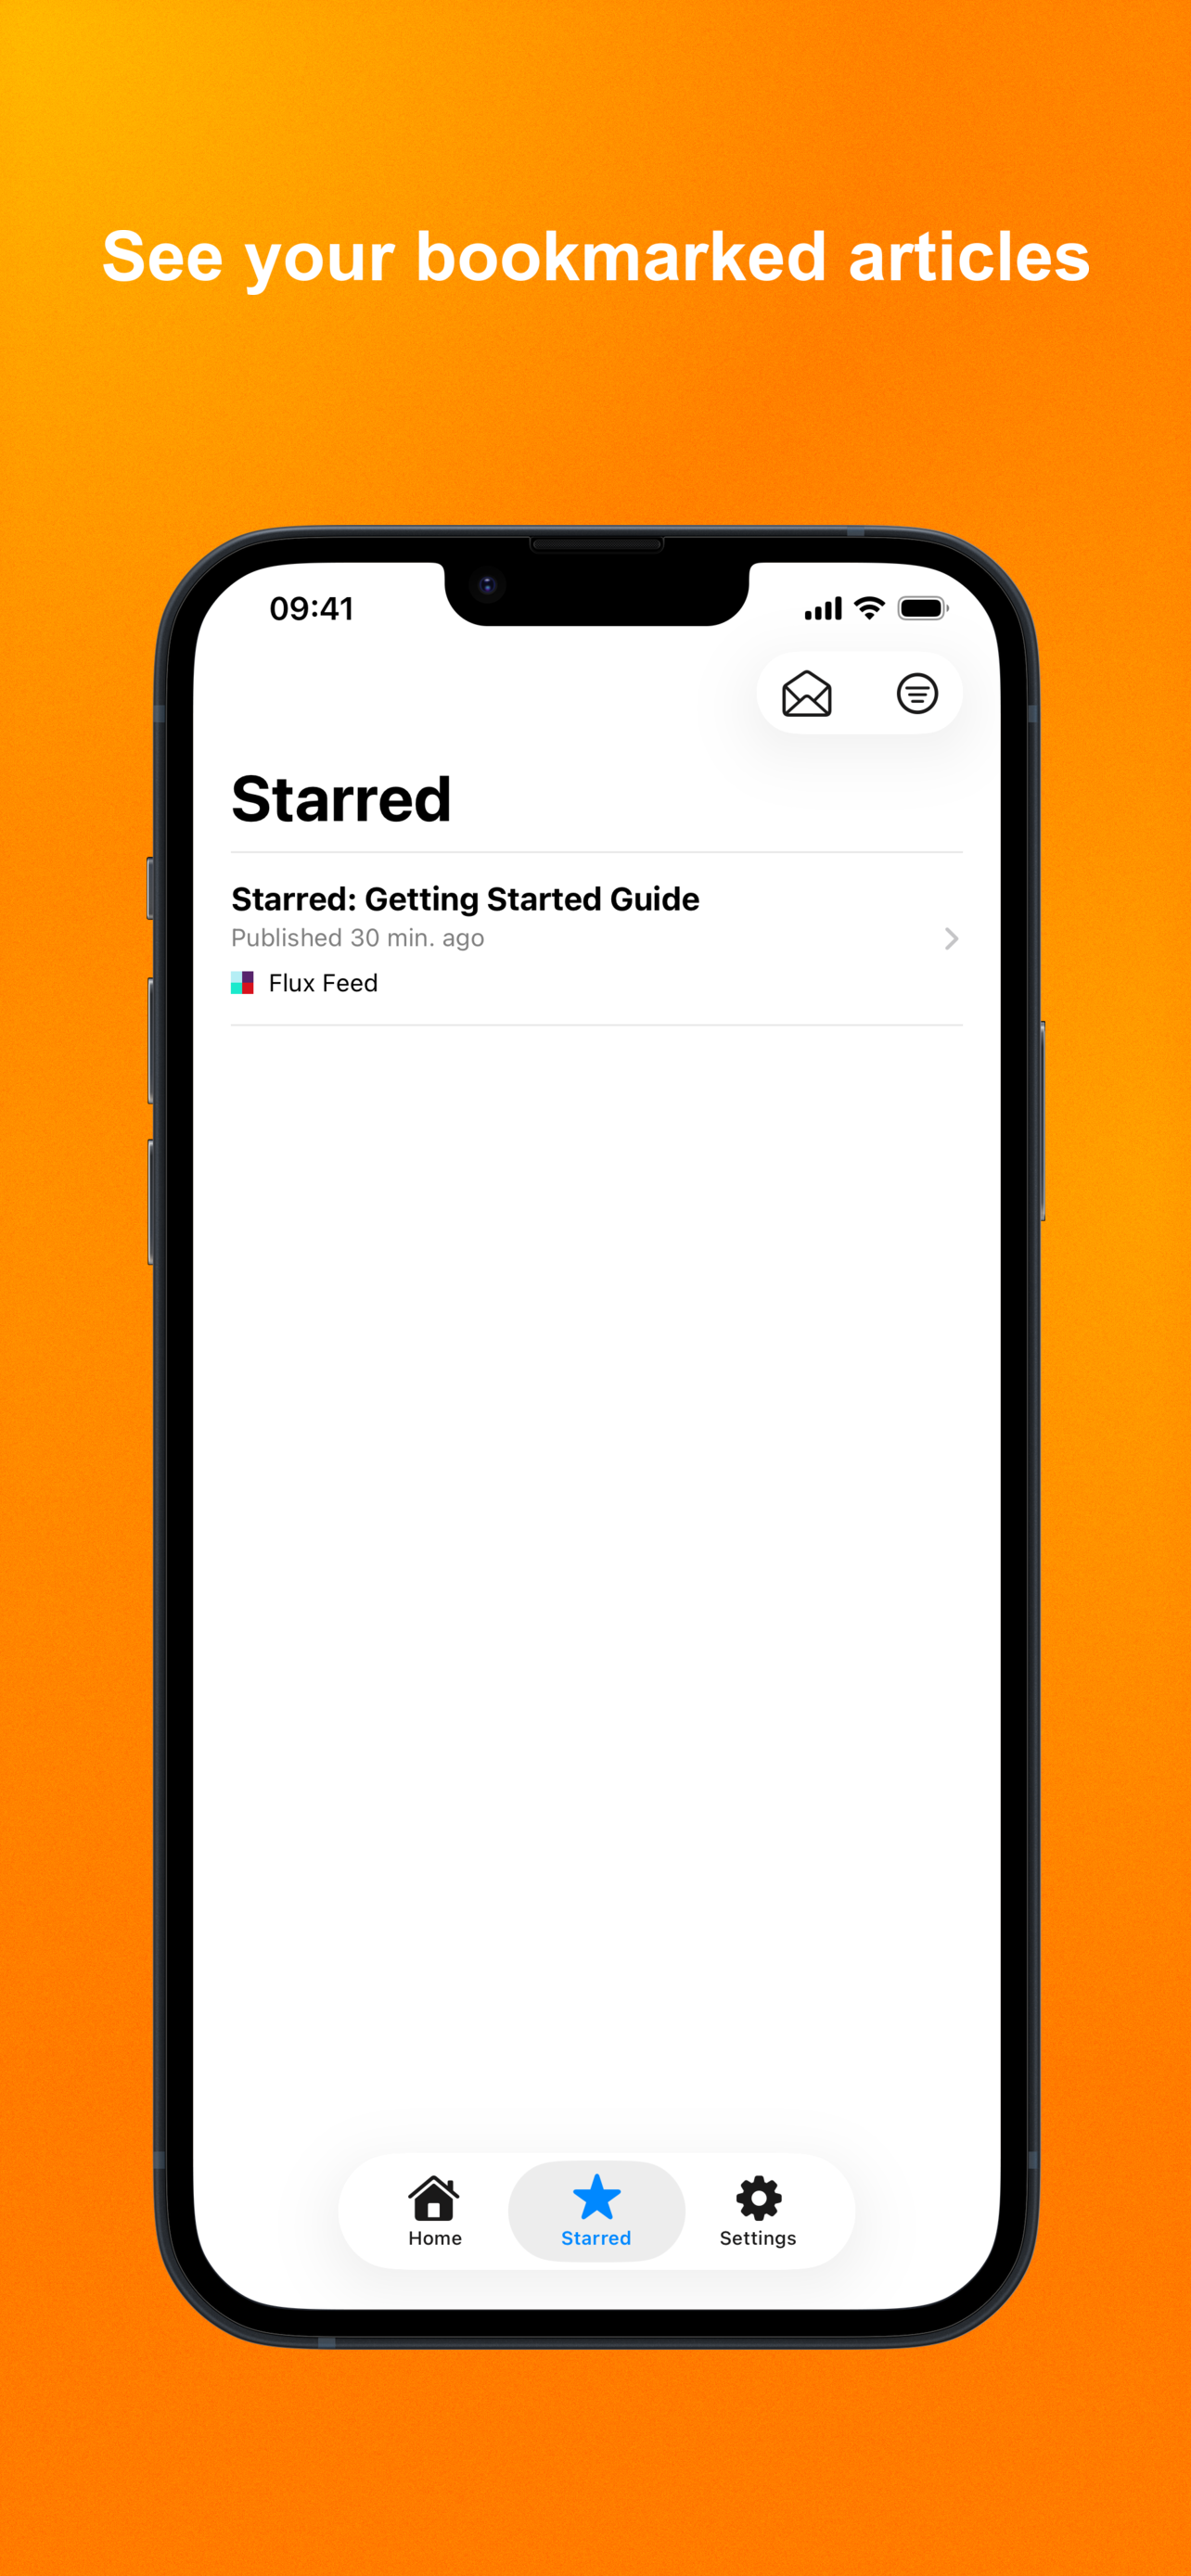 See your bookmarked articles
09:41
Starred
Starred: Getting Started Guide
Published 30 min. ago
Flux Feed
Home
Starred
Settings